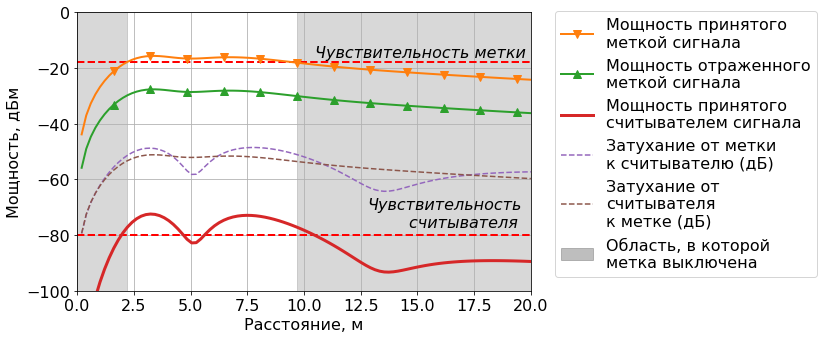 Мощность, дБм
0
−20
−40
−60
−80
−100
Чувствительность метки
Чувствительность
считывателя
0.0 2.5 5.0 7.5 10.0 12.5 15.0 17.5 20.0
Расстояние, м
Мощность принятого
меткой сигнала
Мощность отраженного
меткой сигнала
Мощность принятого
считывателем сигнала
Затухание от метки
к считывателю (дБ)
Затухание от
считывателя
к метке (дБ)
Область, в которой
метка выключена